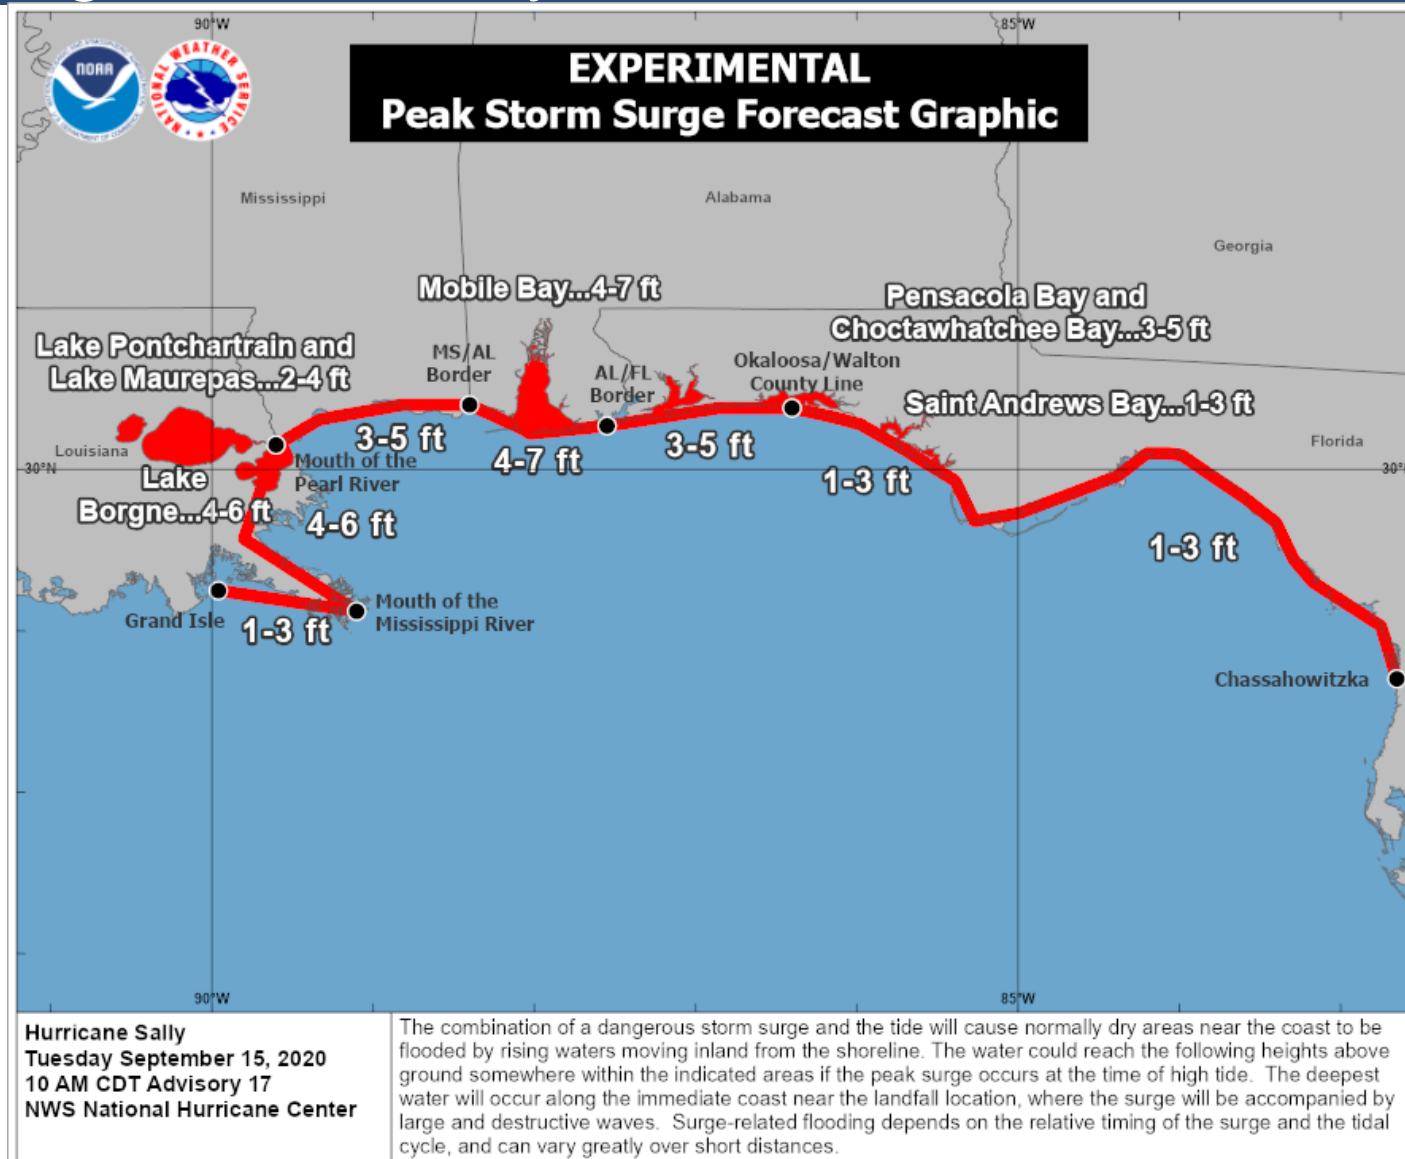 90°W
85°W
NOAA
NATIONAL WEATHER SERVICE
EXPERIMENTAL
Peak Storm Surge Forecast Graphic
Mississippi
Alabama
Georgia
Mobile Bay...4-7 ft
Pensacola Bay and
Choctawhatchee Bay...3-5 ft
Lake Pontchartrain and
Lake Maurepas...2-4 ft
MS/AL
Border
AL/FL
Border
Okaloosa/Walton
County Line
Saint Andrews Bay...1-3 ft
Louisiana
Florida
30°N
3-5 ft
4-7 ft
3-5 ft
1-3 ft
Mouth of the
Pearl River
Lake
Borgne...4-6 ft
4-6 ft
1-3 ft
Grand Isle
1-3 ft
Mouth of the
Mississippi River
Chassahowitzka
90°W
85°W
Hurricane Sally
Tuesday September 15, 2020
10 AM CDT Advisory 17
NWS National Hurricane Center
The combination of a dangerous storm surge and the tide will cause normally dry areas near the coast to be
flooded by rising waters moving inland from the shoreline. The water could reach the following heights above
ground somewhere within the indicated areas if the peak surge occurs at the time of high tide. The deepest
water will occur along the immediate coast near the landfall location, where the surge will be accompanied by
large and destructive waves. Surge-related flooding depends on the relative timing of the surge and the tidal
cycle, and can vary greatly over short distances.